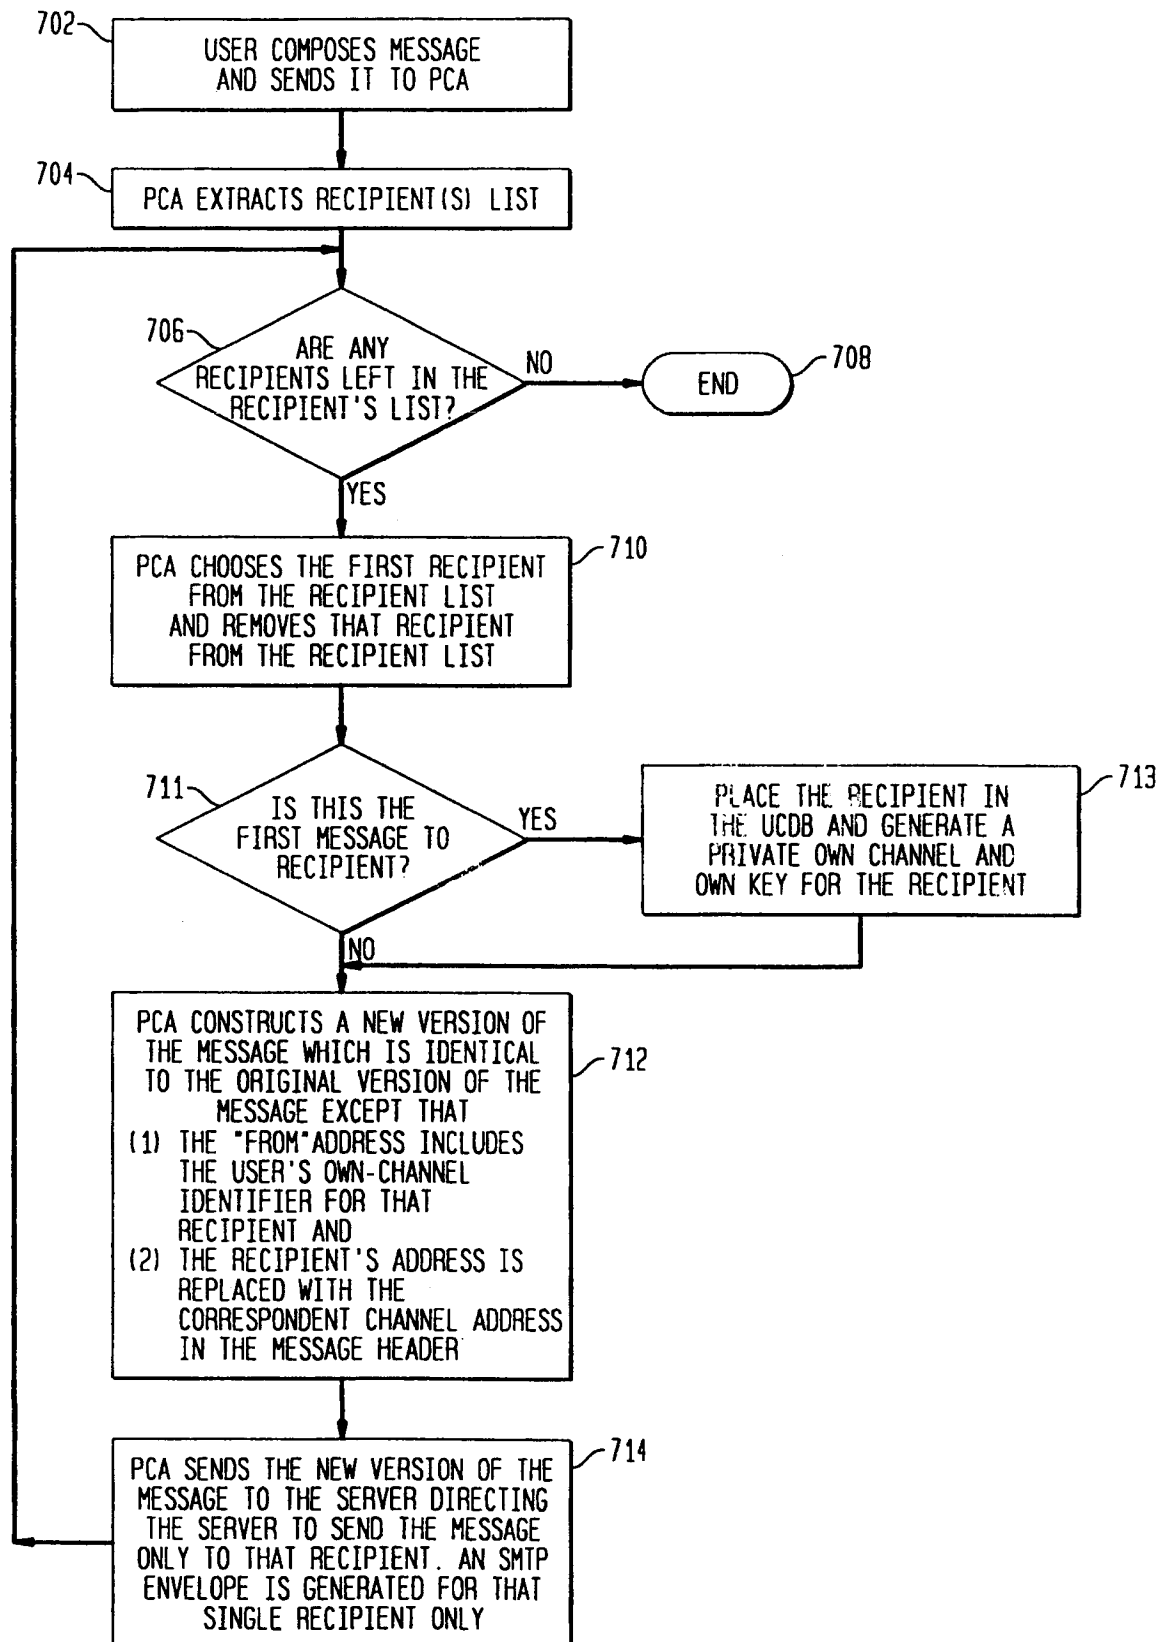 702
USER COMPOSES MESSAGE
AND SENDS IT TO PCA
704
PCA EXTRACTS RECIPIENT(S) LIST
706
ARE ANY
RECIPIENTS LEFT IN THE
RECIPIENT'S LIST?
NO
END
708
YES
PCA CHOOSES THE FIRST RECIPIENT
FROM THE RECIPIENT LIST
AND REMOVES THAT RECIPIENT
FROM THE RECIPIENT LIST
710
711
IS THIS THE
FIRST MESSAGE TO
RECIPIENT?
YES
PLACE THE RECIPIENT IN
THE UCDB AND GENERATE A
PRIVATE OWN CHANNEL AND
OWN KEY FOR THE RECIPIENT
713
NO
PCA CONSTRUCTS A NEW VERSION OF
THE MESSAGE WHICH IS IDENTICAL
TO THE ORIGINAL VERSION OF THE
MESSAGE EXCEPT THAT
(1) THE "FROM"ADDRESS INCLUDES
THE USER'S OWN-CHANNEL
IDENTIFIER FOR THAT
RECIPIENT AND
(2) THE RECIPIENT'S ADDRESS IS
REPLACED WITH THE
CORRESPONDENT CHANNEL ADDRESS
IN THE MESSAGE HEADER
712
PCA SENDS THE NEW VERSION OF THE
MESSAGE TO THE SERVER DIRECTING
THE SERVER TO SEND THE MESSAGE
ONLY TO THAT RECIPIENT. AN SMTP
ENVELOPE IS GENERATED FOR THAT
SINGLE RECIPIENT ONLY
714